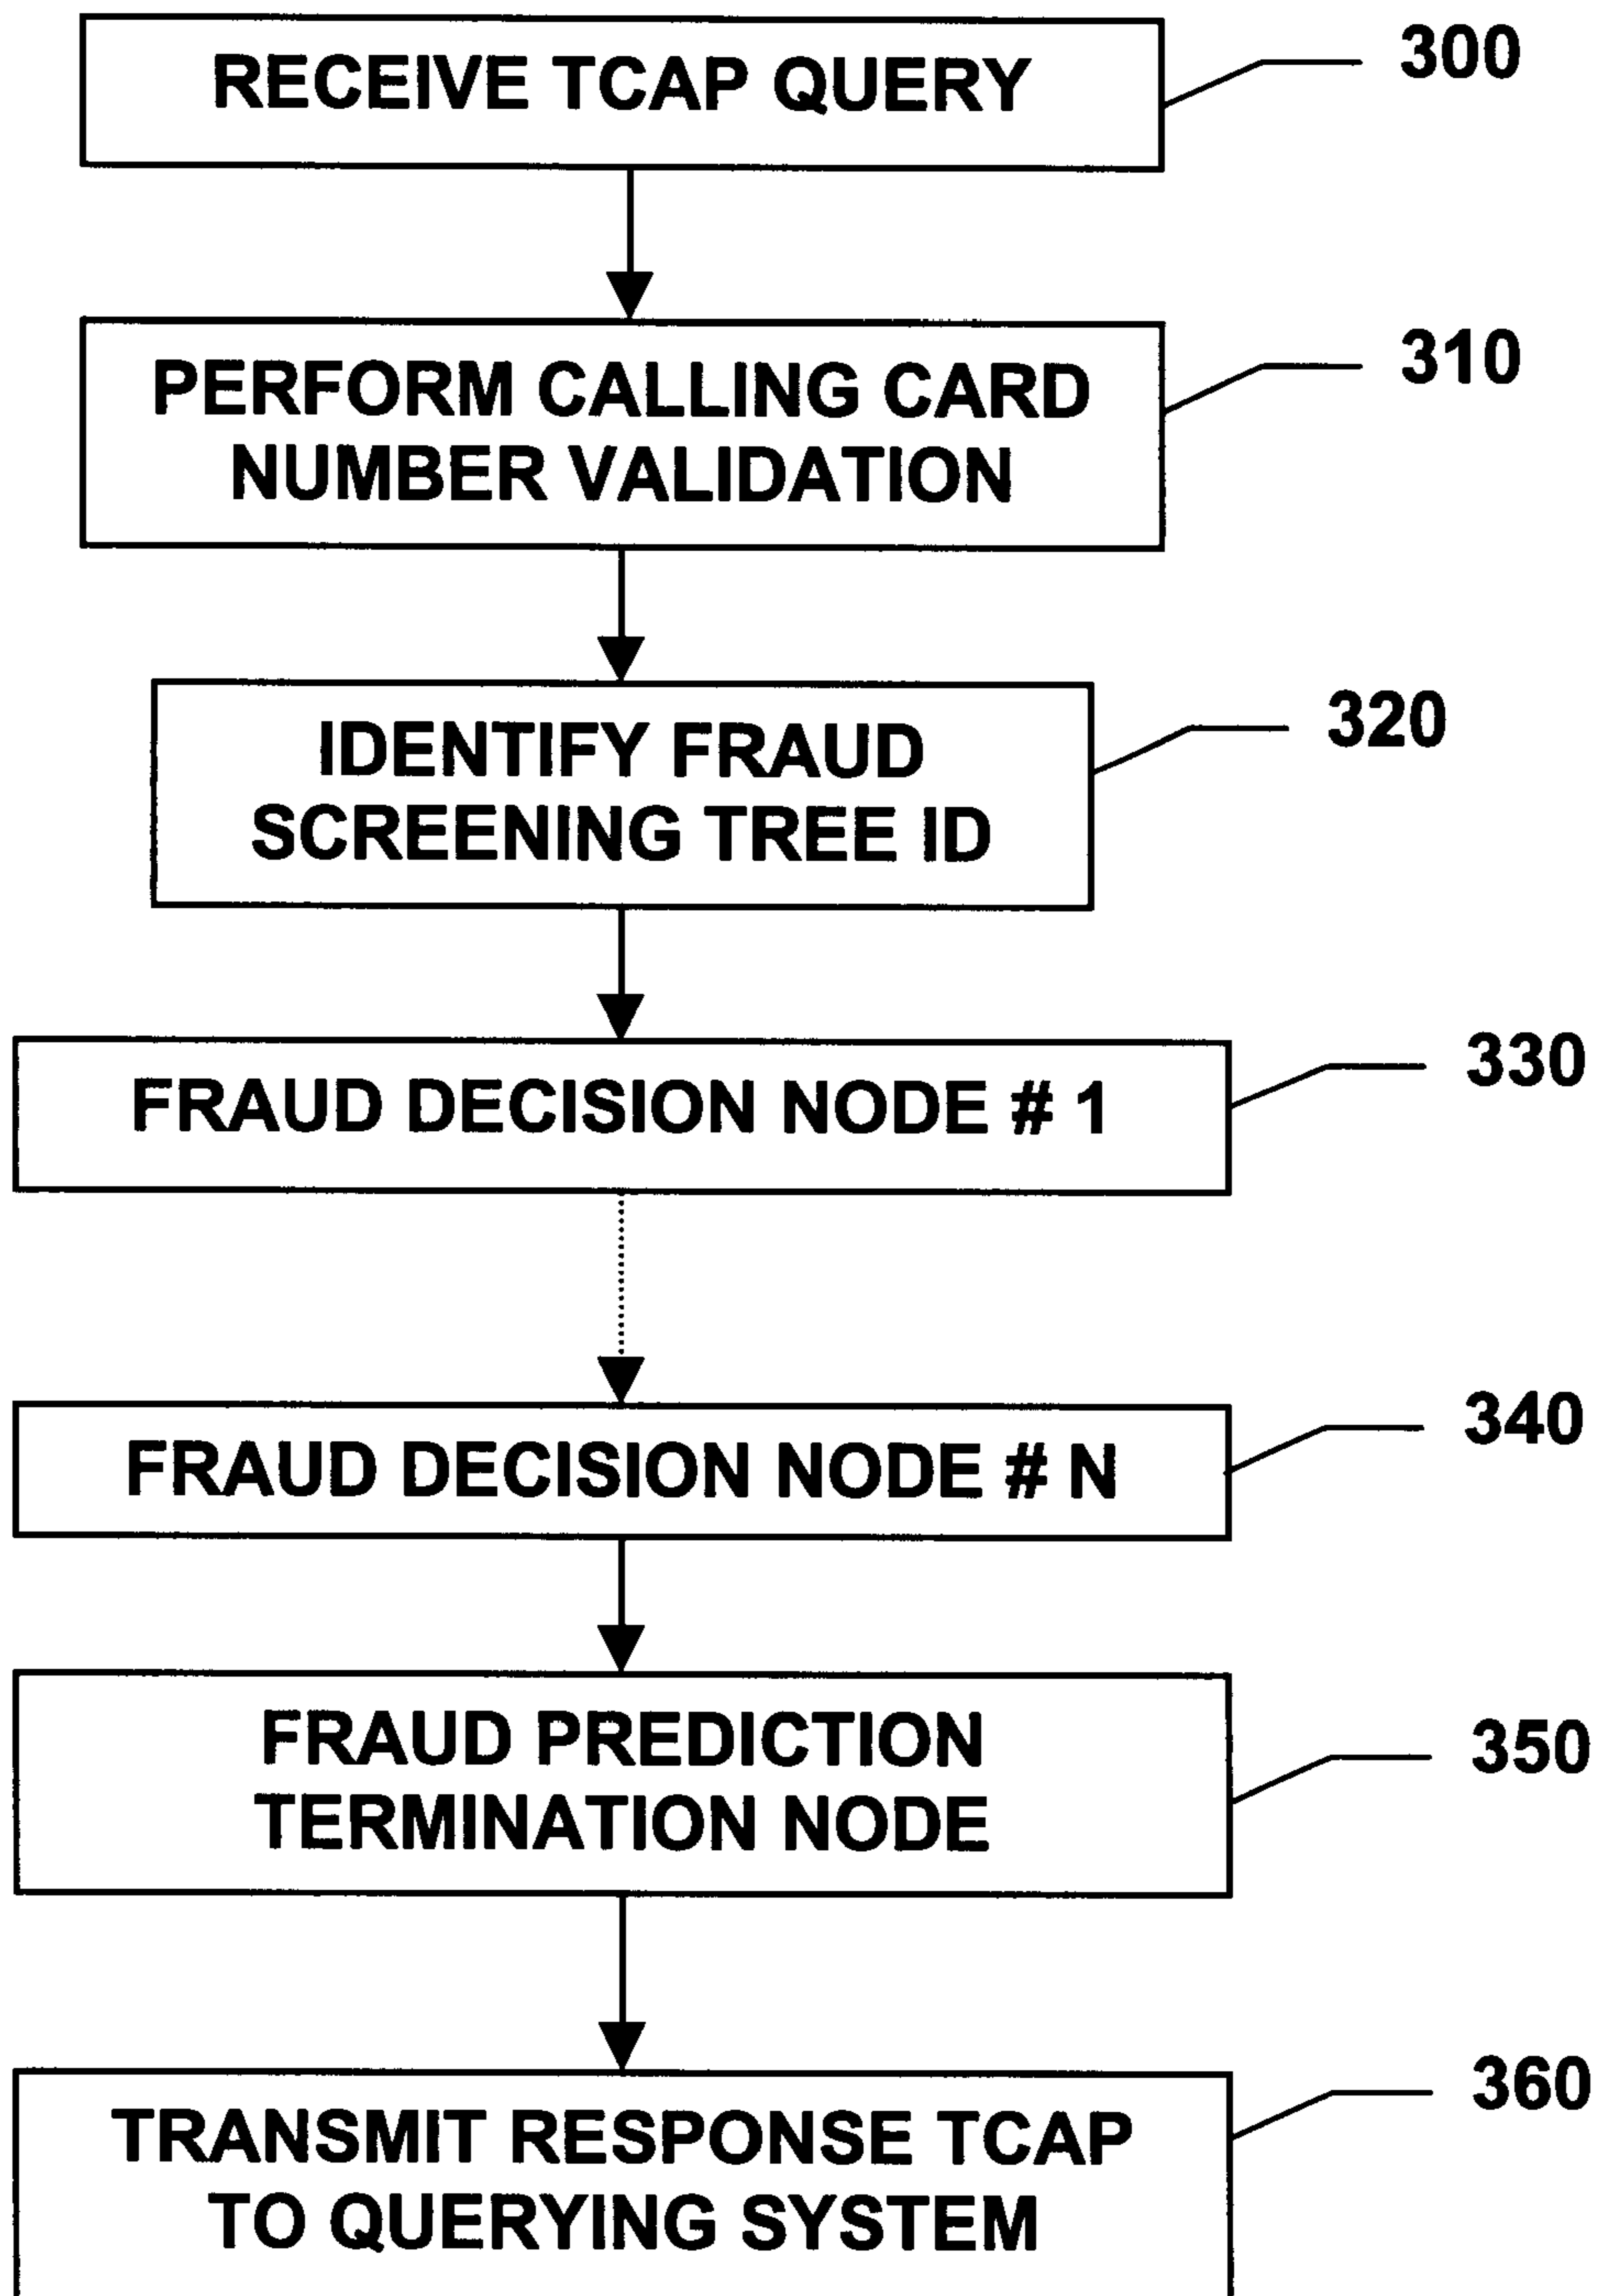 RECEIVE TCAP QUERY
300
PERFORM CALLING CARD
NUMBER VALIDATION
310
IDENTIFY FRAUD
SCREENING TREE ID
320
FRAUD DECISION NODE # 1
330
FRAUD DECISION NODE # N
340
FRAUD PREDICTION
TERMINATION NODE
350
TRANSMIT RESPONSE TCAP
TO QUERYING SYSTEM
360